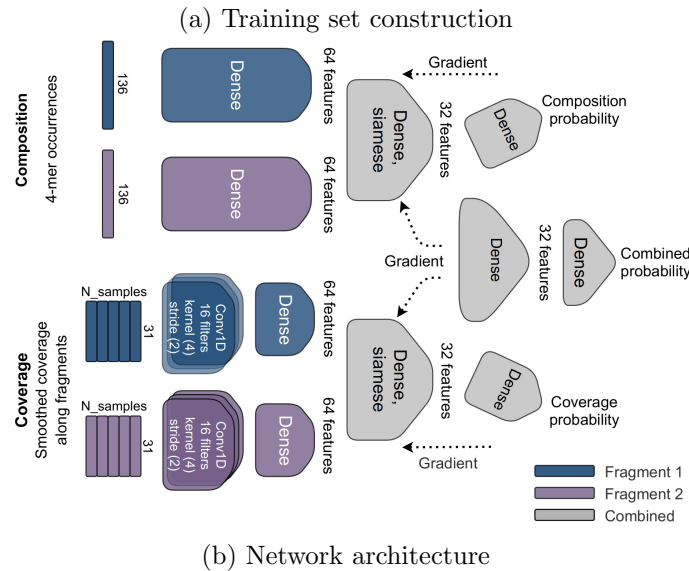 (a) Training set construction
Composition
4-mer occurrences
136
Dense
64 features
136
Dense
64 features
Dense,
siamese
32 features
Gradient
Dense
Composition
probability
Gradient
Dense
32 features
Dense
Combined
probability
Coverage
Smoothed coverage
along fragments
N_samples
31
Conv1D
16 filters
kernel (4)
stride (2)
Dense
64 features
N_samples
31
Conv1D
16 filters
kernel (4)
stride (2)
Dense
64 features
Dense,
siamese
32 features
Dense
Coverage
probability
Gradient
Fragment 1
Fragment 2
Combined
(b) Network architecture